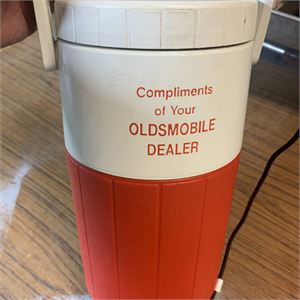 Compliments
of Your
OLDSMOBILE
DEALER